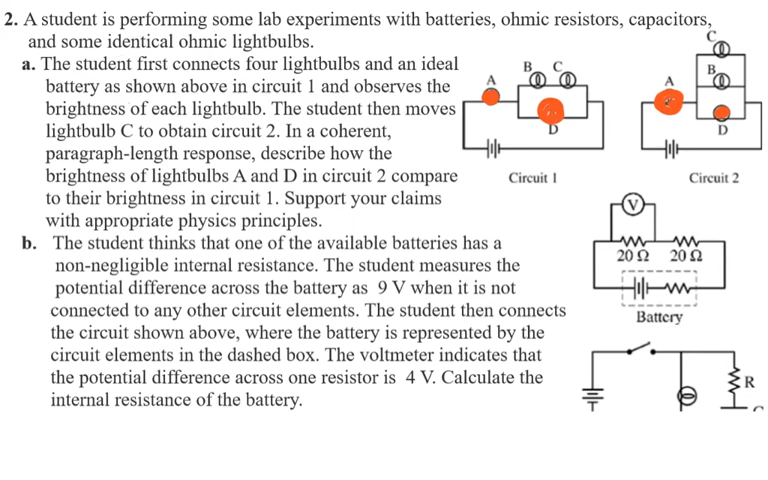 2. A student is performing some lab experiments with batteries, ohmic resistors, capacitors,
and some identical ohmic lightbulbs.
a. The student first connects four lightbulbs and an ideal
battery as shown above in circuit 1 and observes the
brightness of each lightbulb. The student then moves
lightbulb C to obtain circuit 2. In a coherent,
paragraph-length response, describe how the
brightness of lightbulbs A and D in circuit 2 compare
to their brightness in circuit 1. Support your claims
with appropriate physics principles.
A
B C
D
Circuit 1
C
B
A
D
Circuit 2
b. The student thinks that one of the available batteries has a
non-negligible internal resistance. The student measures the
potential difference across the battery as 9 V when it is not
connected to any other circuit elements. The student then connects
the circuit shown above, where the battery is represented by the
circuit elements in the dashed box. The voltmeter indicates that
the potential difference across one resistor is 4 V. Calculate the
internal resistance of the battery.
V
20 Ω 20 Ω
Battery
R